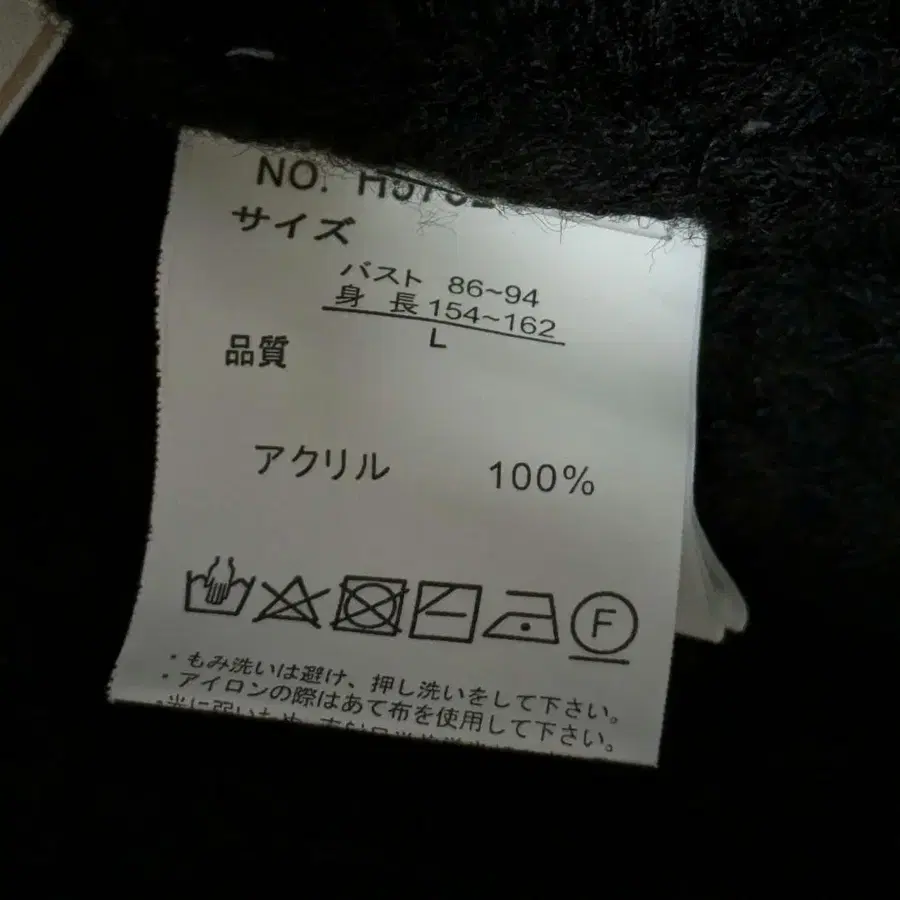 NO.
サイズ
バスト 86~94
身 長 154~162
L
品質
アクリル 100%
F
・もみ洗いは避け、押し洗いをして下さい。
・アイロンの際はあて布を使用して下さい。